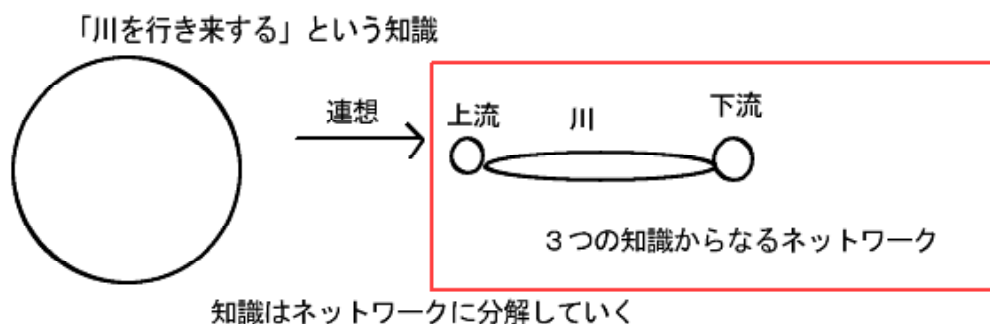 「川を行き来する」という知識
連想
上流
川
下流
３つの知識からなるネットワーク
知識はネットワークに分解していく